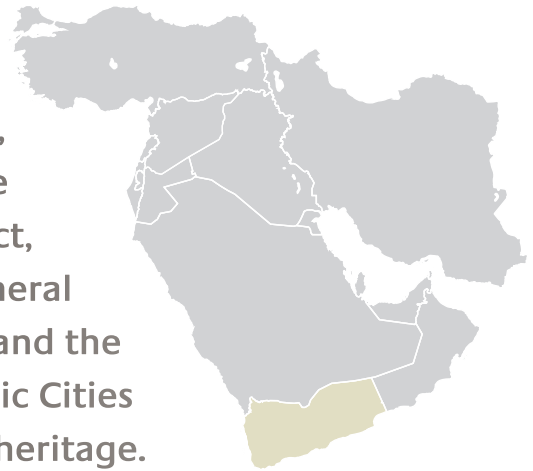 ,
e
ct,
neral
and the
ic Cities
heritage.